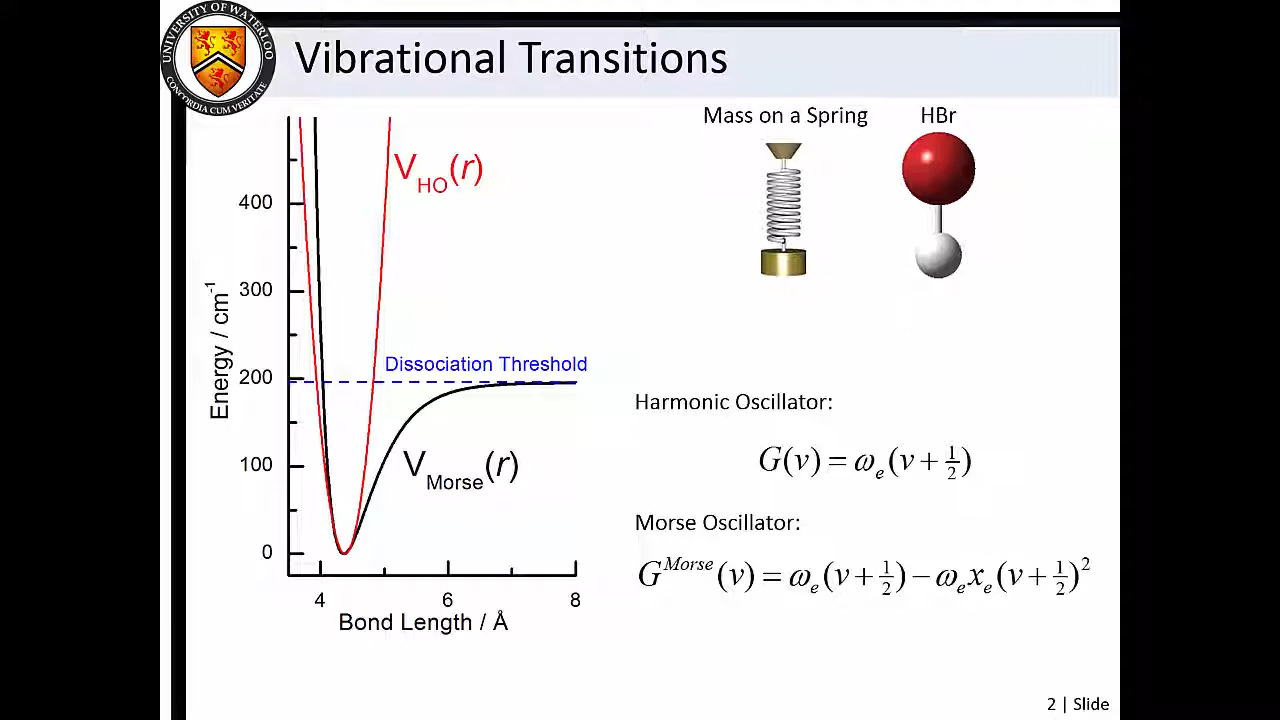 UNIVERSITY OF WATERLOO
CONCORDIA CUM VERITATE
Vibrational Transitions
Mass on a Spring
HBr
V_HO(r)
400
300
200
100
0
Energy / cm⁻¹
Dissociation Threshold
V_Morse(r)
4
6
8
Bond Length / Å
Harmonic Oscillator:
G(v) = ω_e(v + ½)
Morse Oscillator:
G^Morse(v) = ω_e(v + ½) − ω_e x_e(v + ½)²
2 | Slide